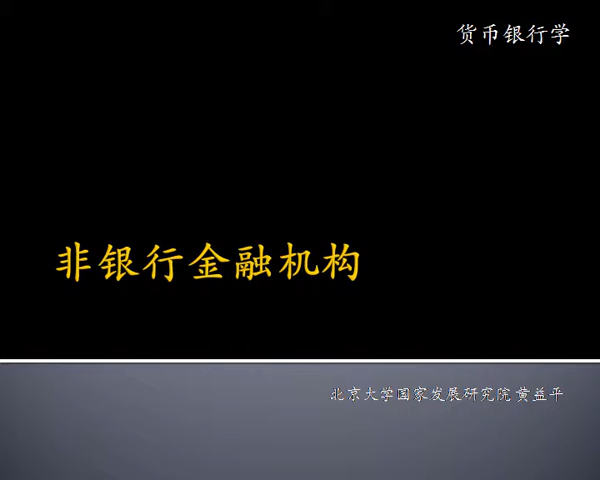 货币银行学
非银行金融机构
北京大学国家发展研究院 黄益平